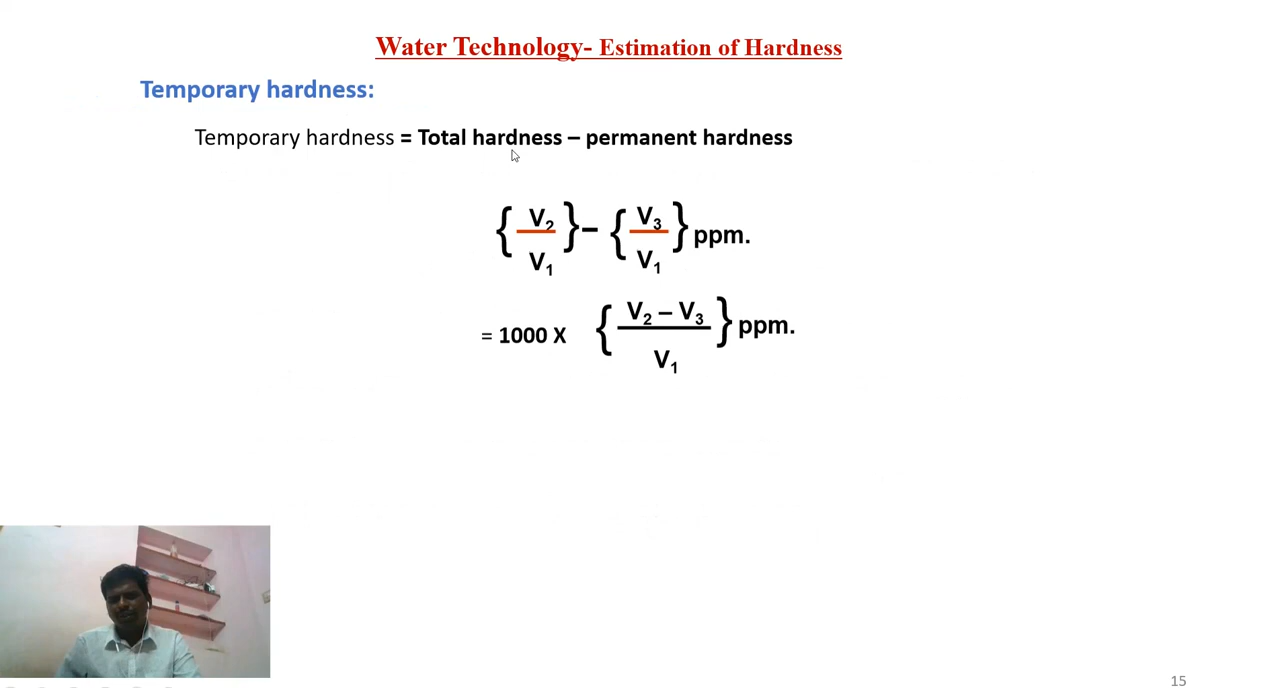 Water Technology- Estimation of Hardness
Temporary hardness:
Temporary hardness = Total hardness – permanent hardness
{ V₂ / V₁ } – { V₃ / V₁ } ppm.
= 1000 X { V₂ – V₃ / V₁ } ppm.
15